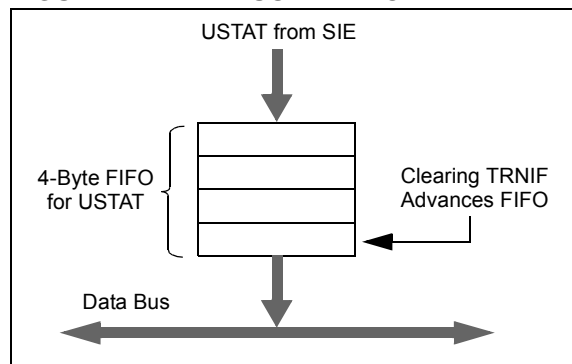 USTAT from SIE
4-Byte FIFO
for USTAT
Clearing TRNIF
Advances FIFO
Data Bus